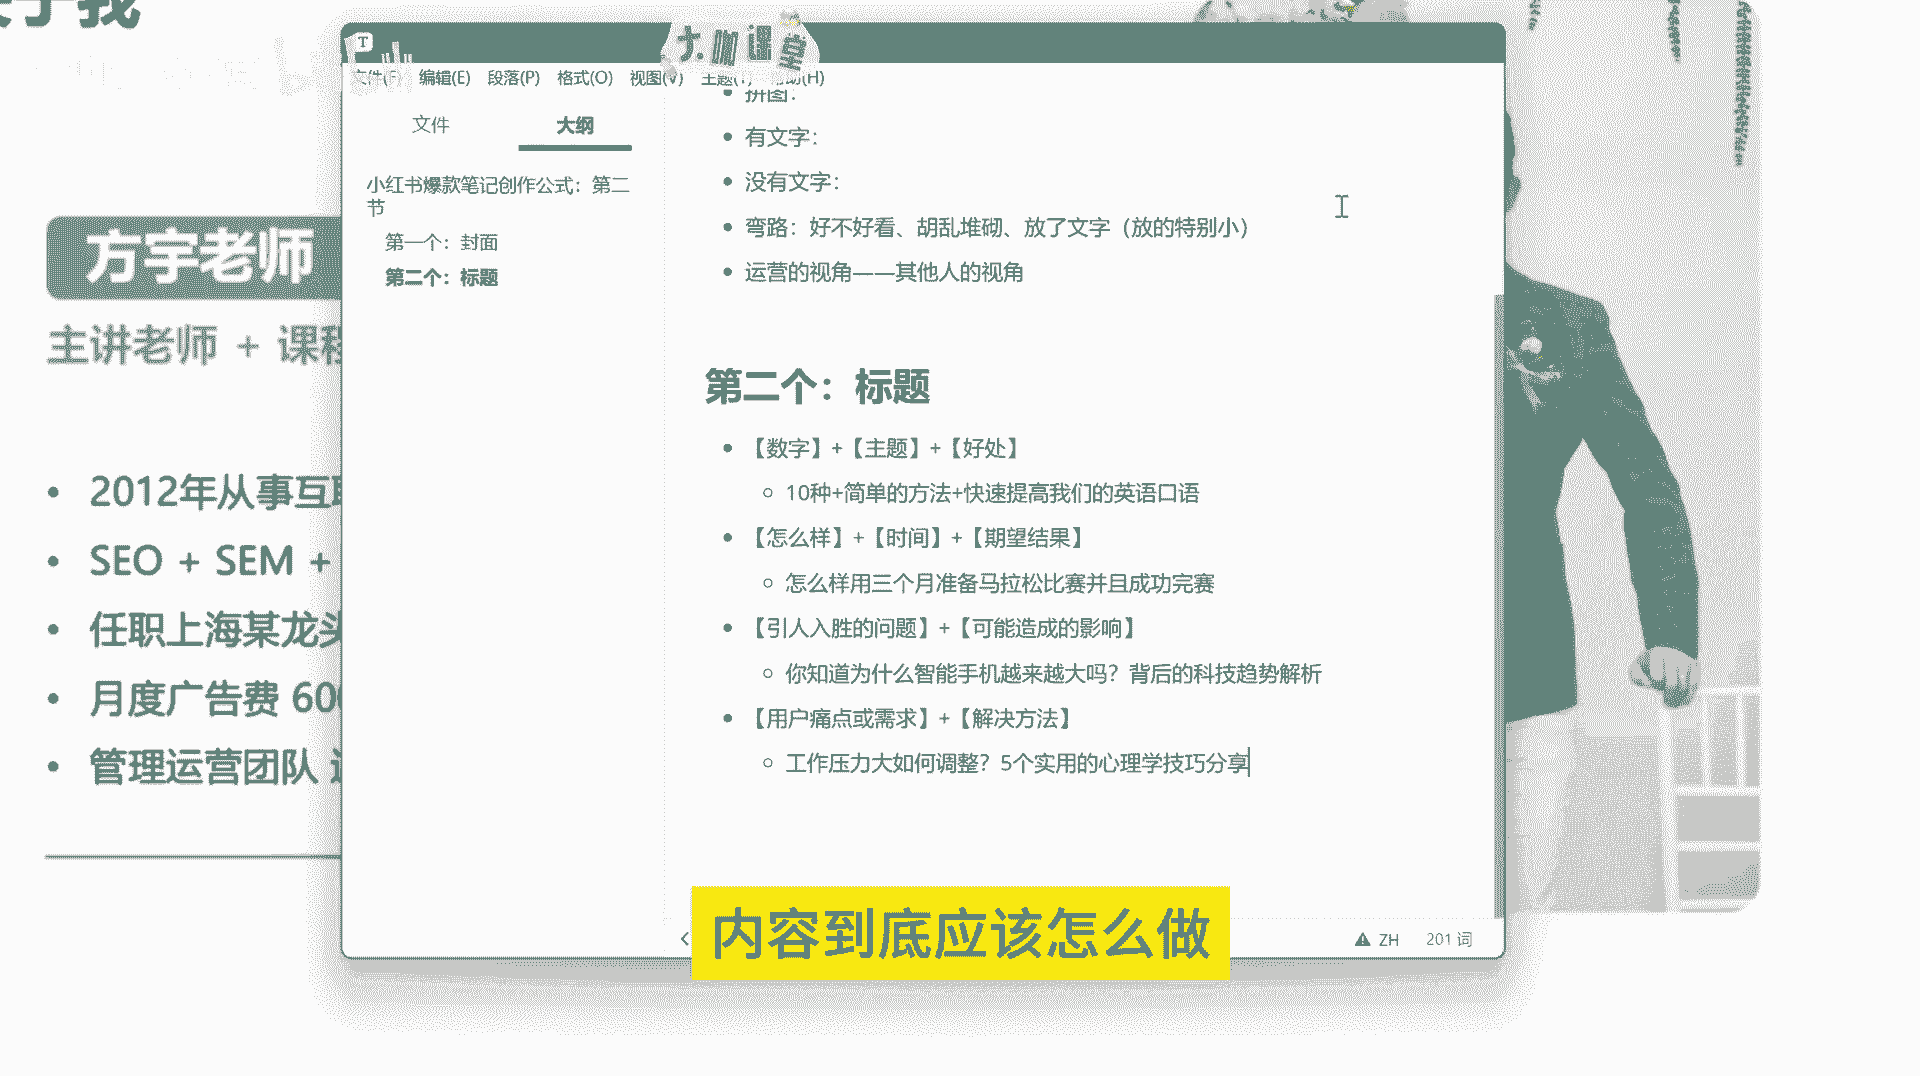 大咖课堂
文件(F) 编辑(E) 段落(P) 格式(O) 视图(V) 主题(T) 帮助(H)
文件
大纲
小红书爆款笔记创作公式：第二
节
第一个：封面
第二个：标题
拼图：
有文字：
没有文字：
弯路：好不好看、胡乱堆砌、放了文字（放的特别小）
运营的视角——其他人的视角
第二个：标题
【数字】+【主题】+【好处】
10种+简单的方法+快速提高我们的英语口语
【怎么样】+【时间】+【期望结果】
怎么样用三个月准备马拉松比赛并且成功完赛
【引人入胜的问题】+【可能造成的影响】
你知道为什么智能手机越来越大吗？背后的科技趋势解析
【用户痛点或需求】+【解决方法】
工作压力大如何调整？5个实用的心理学技巧分享
ZH
201 词
方宇老师
主讲老师 + 课程
2012年从事互联
SEO + SEM +
任职上海某龙头
月度广告费 600
管理运营团队
内容到底应该怎么做